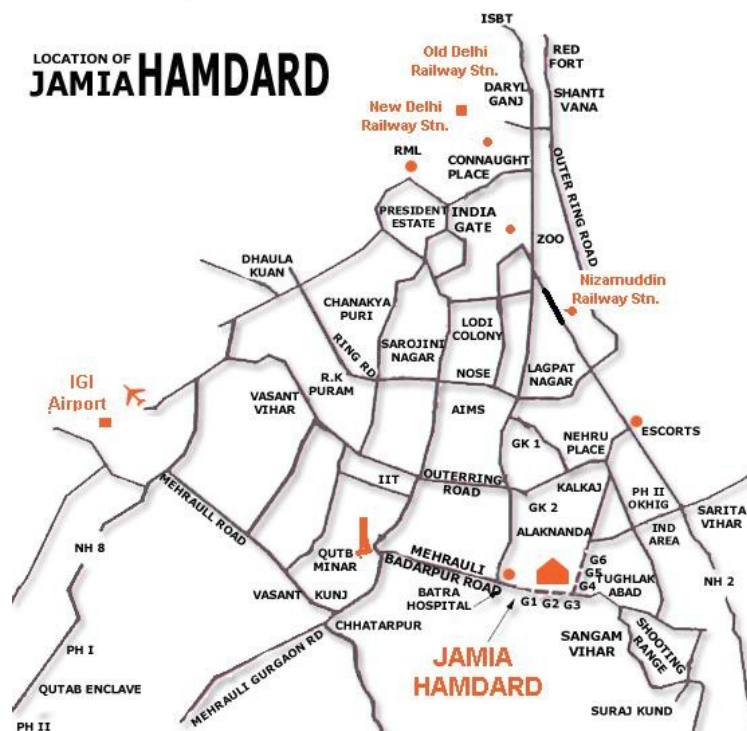 LOCATION OF
JAMIA HAMDARD
ISBT
Old Delhi
Railway Stn.
RED
FORT
DARYL
GANJ
SHANTI
VANA
New Delhi
Railway Stn.
RML
CONNAUGHT
PLACE
OUTER RING ROAD
PRESIDENT
ESTATE
INDIA
GATE
ZOO
DHAULA
KUAN
Nizamuddin
Railway Stn.
CHANAKYA
PURI
RING RD
SAROJINI
NAGAR
LODI
COLONY
NOSE
LAGPAT
NAGAR
IGI
Airport
R.K
PURAM
VASANT
VIHAR
AIMS
GK 1
NEHRU
PLACE
ESCORTS
IIT
OUTERRING
ROAD
KALKAJ
GK 2
PH II
OKHIG
SARITA
VIHAR
MEHRAULL ROAD
ALAKNANDA
IND
AREA
NH 8
QUTB
MINAR
MEHRAULI
BADARPUR ROAD
G6
G5
G4
TUGHLAK
ABAD
NH 2
VASANT
KUNJ
BATRA
HOSPITAL
G1 G2 G3
CHHATARPUR
SANGAM
VIHAR
SHOOTING
RANGE
PH I
MEHRAULI GURGAON RD
JAMIA
HAMDARD
QUTAB ENCLAVE
SURAJ KUND
PH II